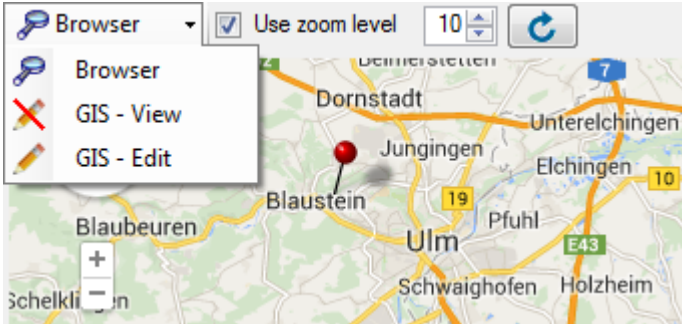 Browser
Use zoom level
10
Browser
GIS - View
GIS - Edit
7
Dornstadt
Unterelchingen
Jungingen
Elchingen
10
Blaustein
19
Blaubeuren
Pfuhl
Ulm
E43
+
Schwaighofen
Holzheim
−